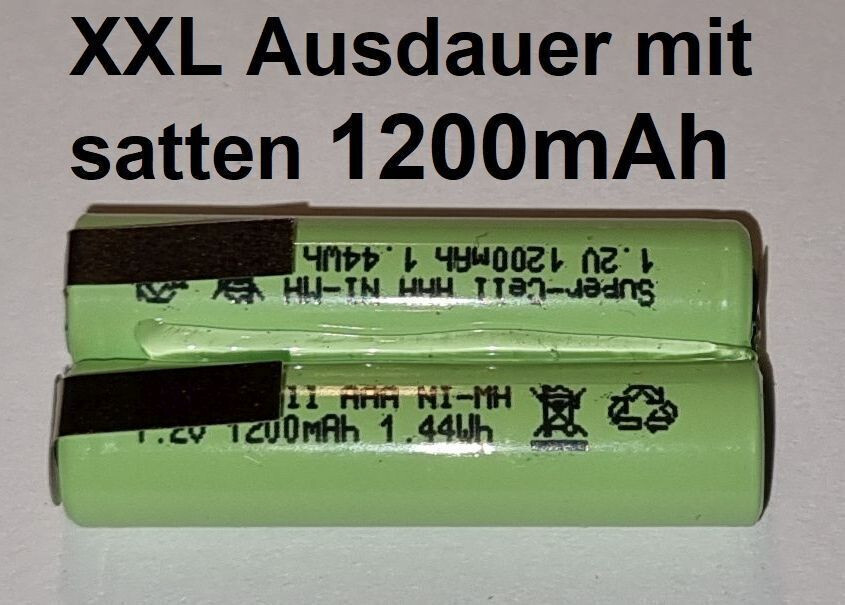 XXL Ausdauer mit
satten 1200mAh
1.2V 1200mAh 1.44Wh
Super-Cell AAA Ni-MH
AAA NI-MH
1.2V 1200mAh 1.44Wh